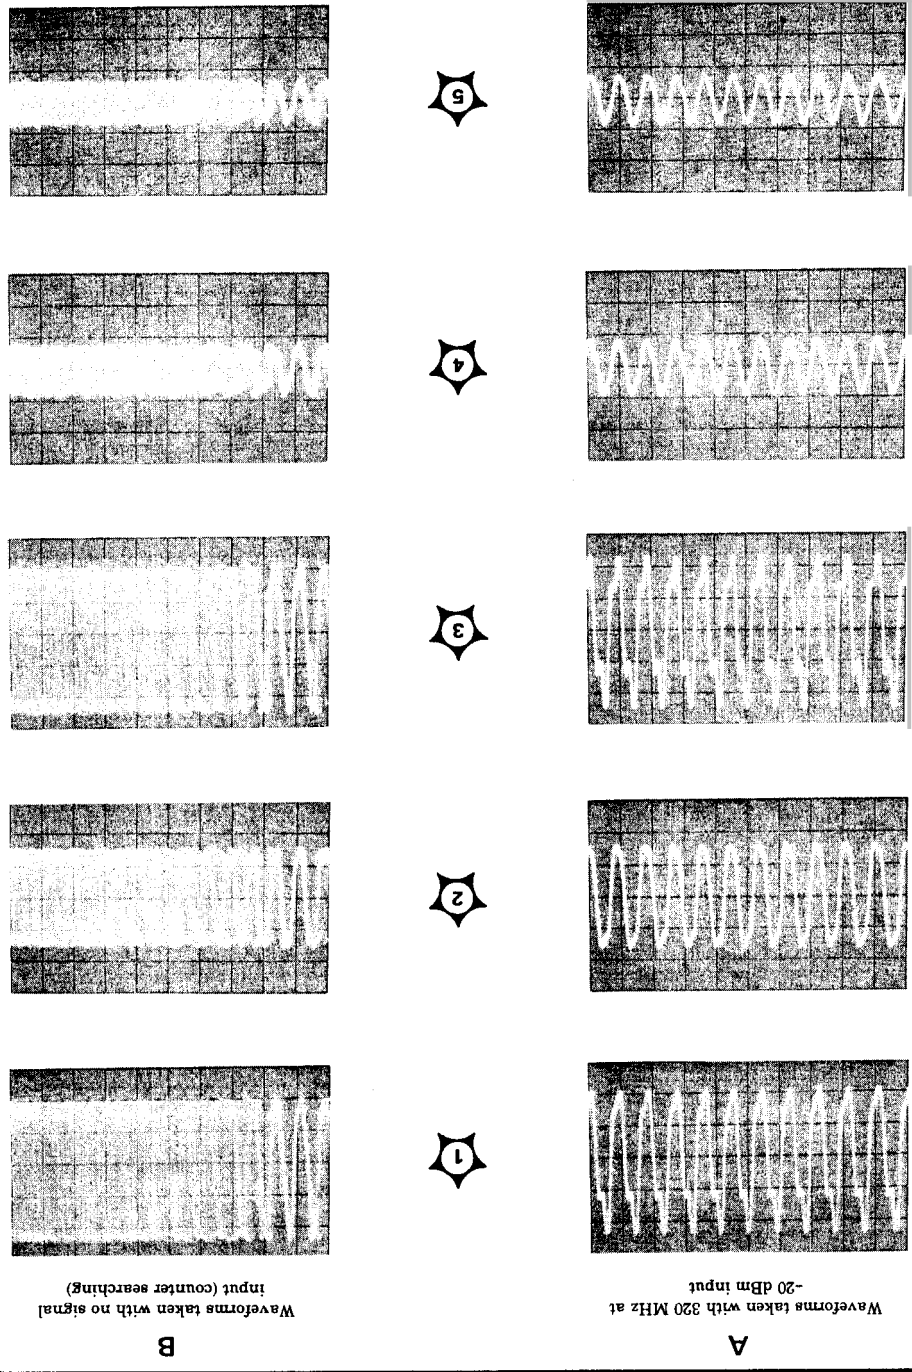 A
Waveforms taken with 320 MHz at
-20 dBm input
B
Waveforms taken with no signal
input (counter searching)
1
2
3
4
5